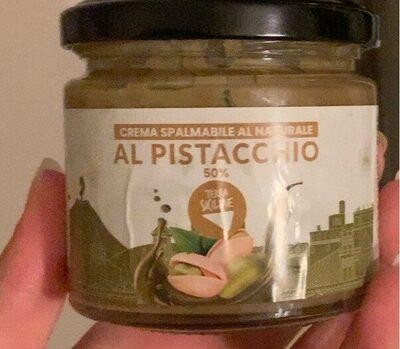 CREMA SPALMABILE AL NATURALE
AL PISTACCHIO
50%
TERRA
SICILIAE